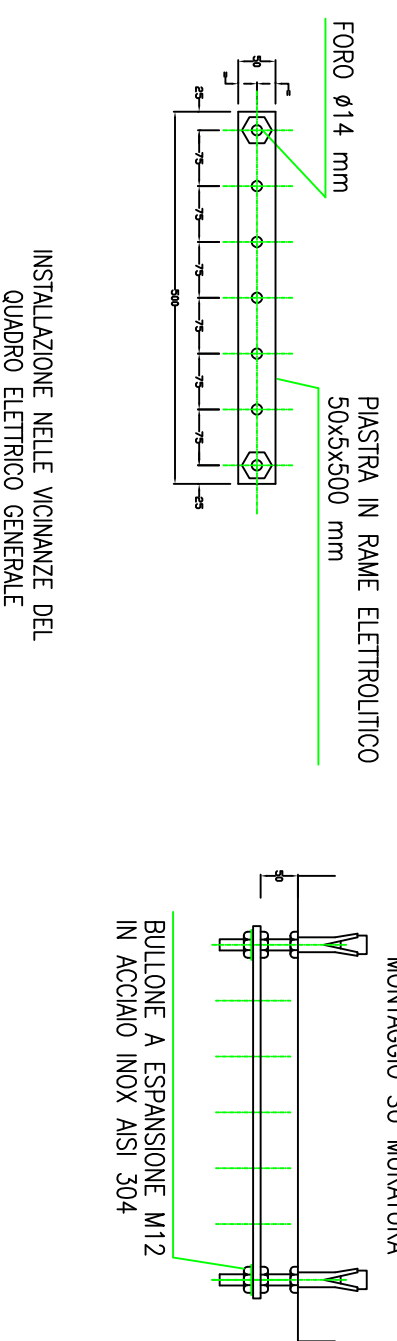 MONTAGGIO SU MURATURA
FORO ø14 mm
PIASTRA IN RAME ELETTROLITICO
50x5x500 mm
50
=
=
25
75
75
75
75
75
75
25
500
50
BULLONE A ESPANSIONE M12
IN ACCIAIO INOX AISI 304
INSTALLAZIONE NELLE VICINANZE DEL
QUADRO ELETTRICO GENERALE